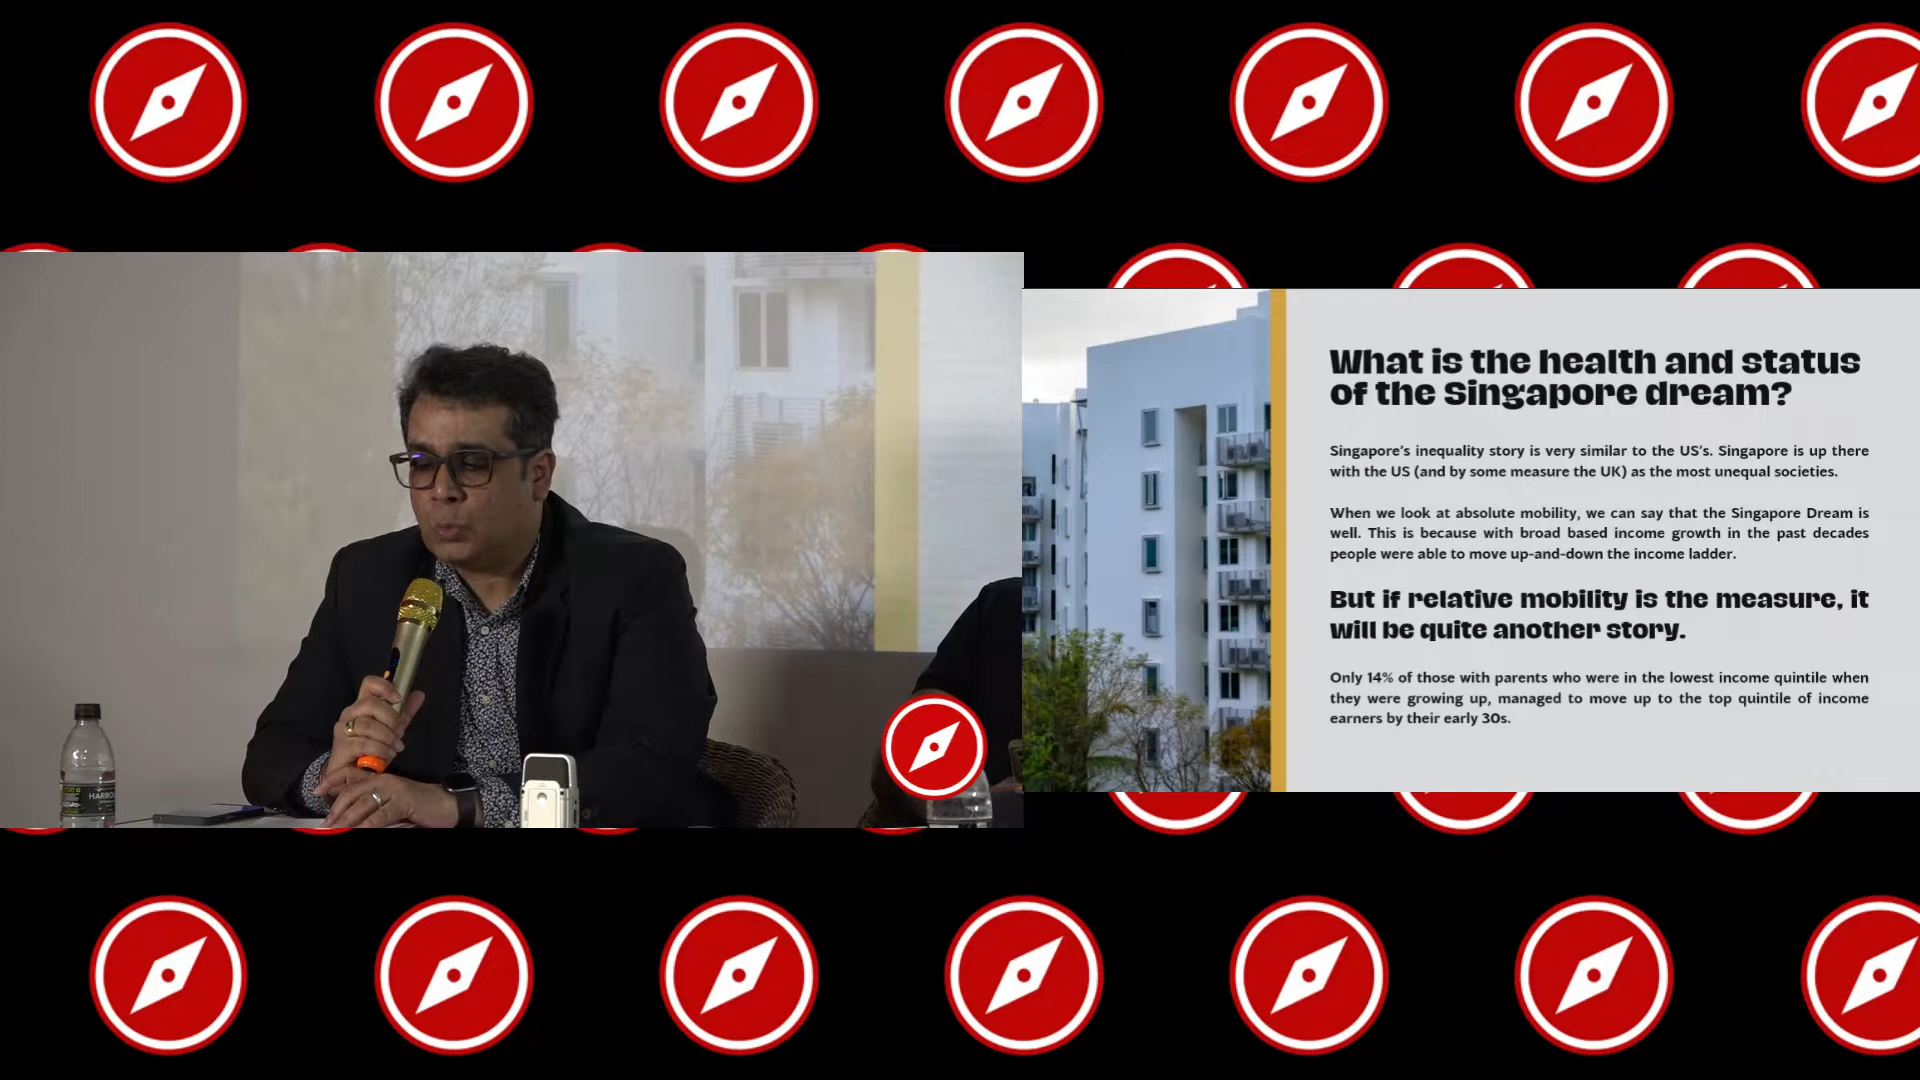 What is the health and status
of the Singapore dream?
Singapore's inequality story is very similar to the US's. Singapore is up there
with the US (and by some measure the UK) as the most unequal societies.
When we look at absolute mobility, we can say that the Singapore Dream is
well. This is because with broad based income growth in the past decades
people were able to move up-and-down the income ladder.
But if relative mobility is the measure, it
will be quite another story.
Only 14% of those with parents who were in the lowest income quintile when
they were growing up, managed to move up to the top quintile of income
earners by their early 30s.